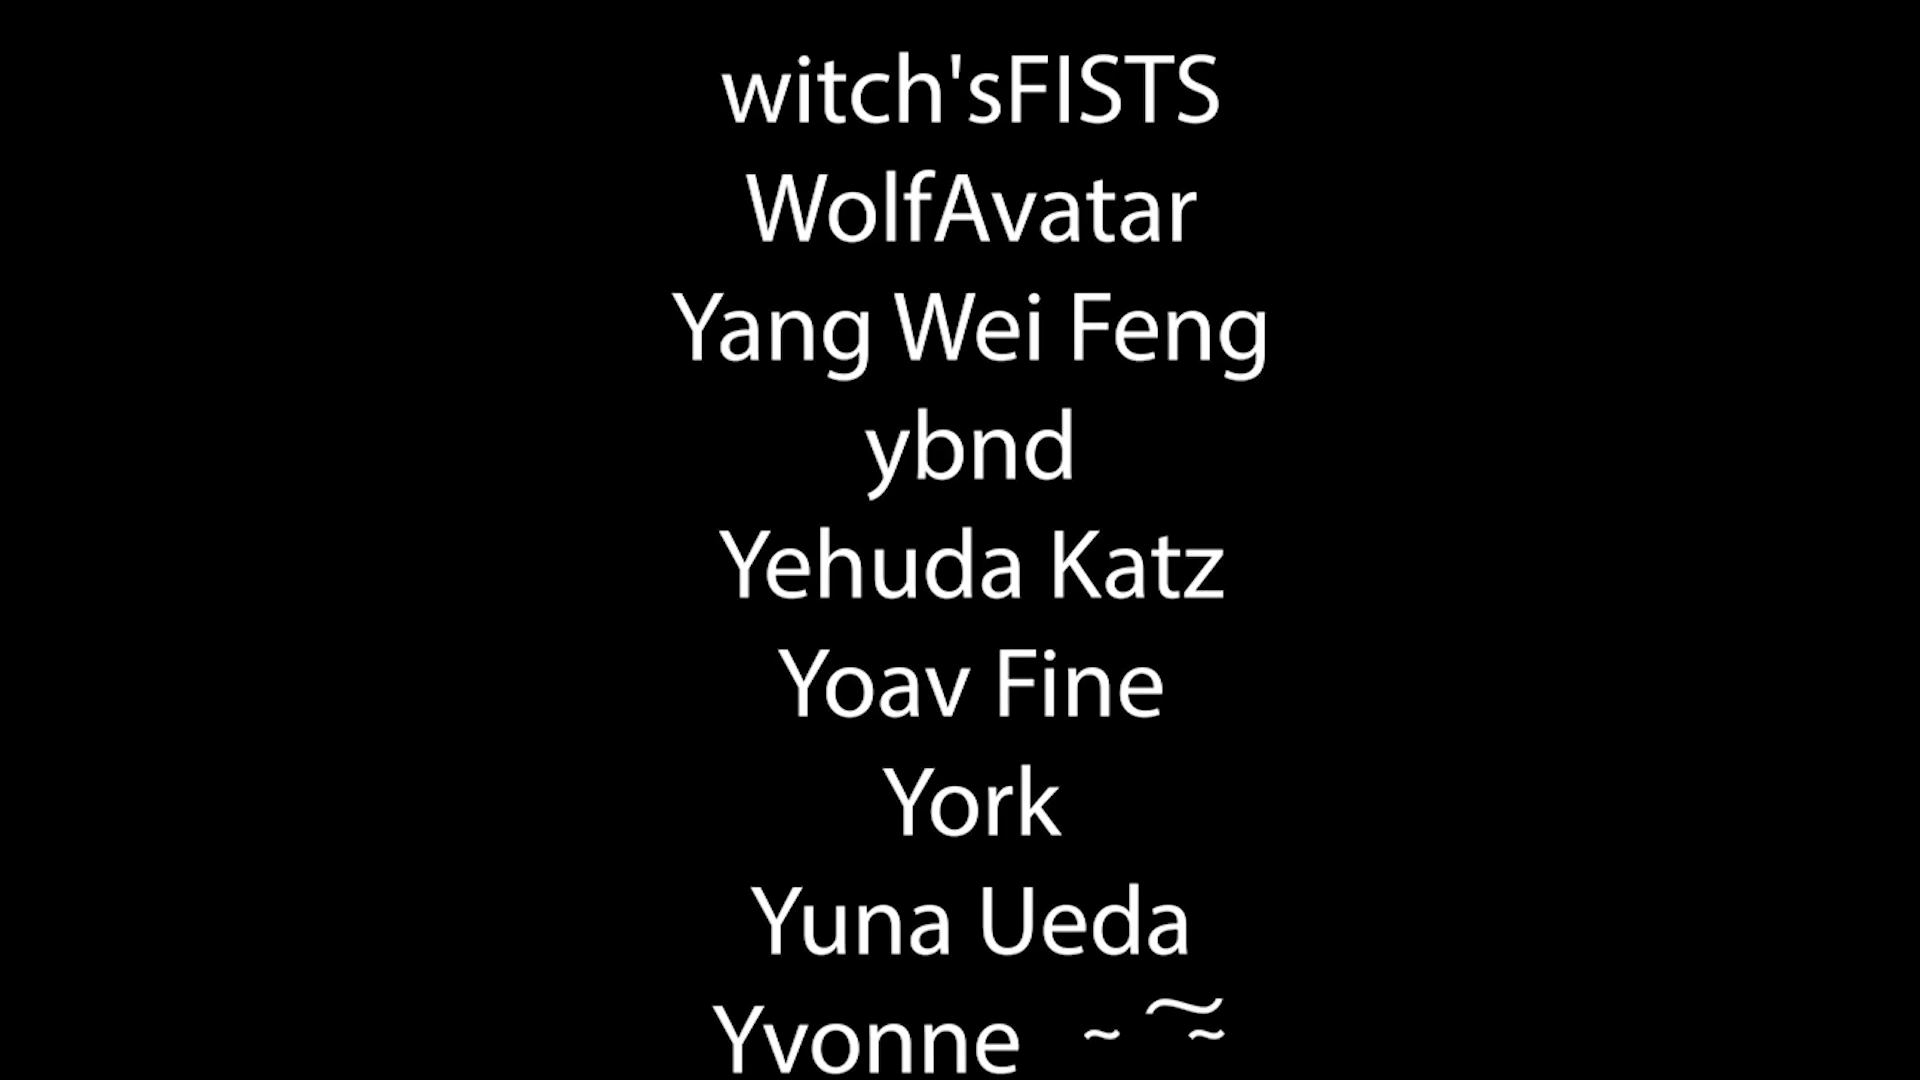 witch'sFISTS
WolfAvatar
Yang Wei Feng
ybnd
Yehuda Katz
Yoav Fine
York
Yuna Ueda
Yvonne